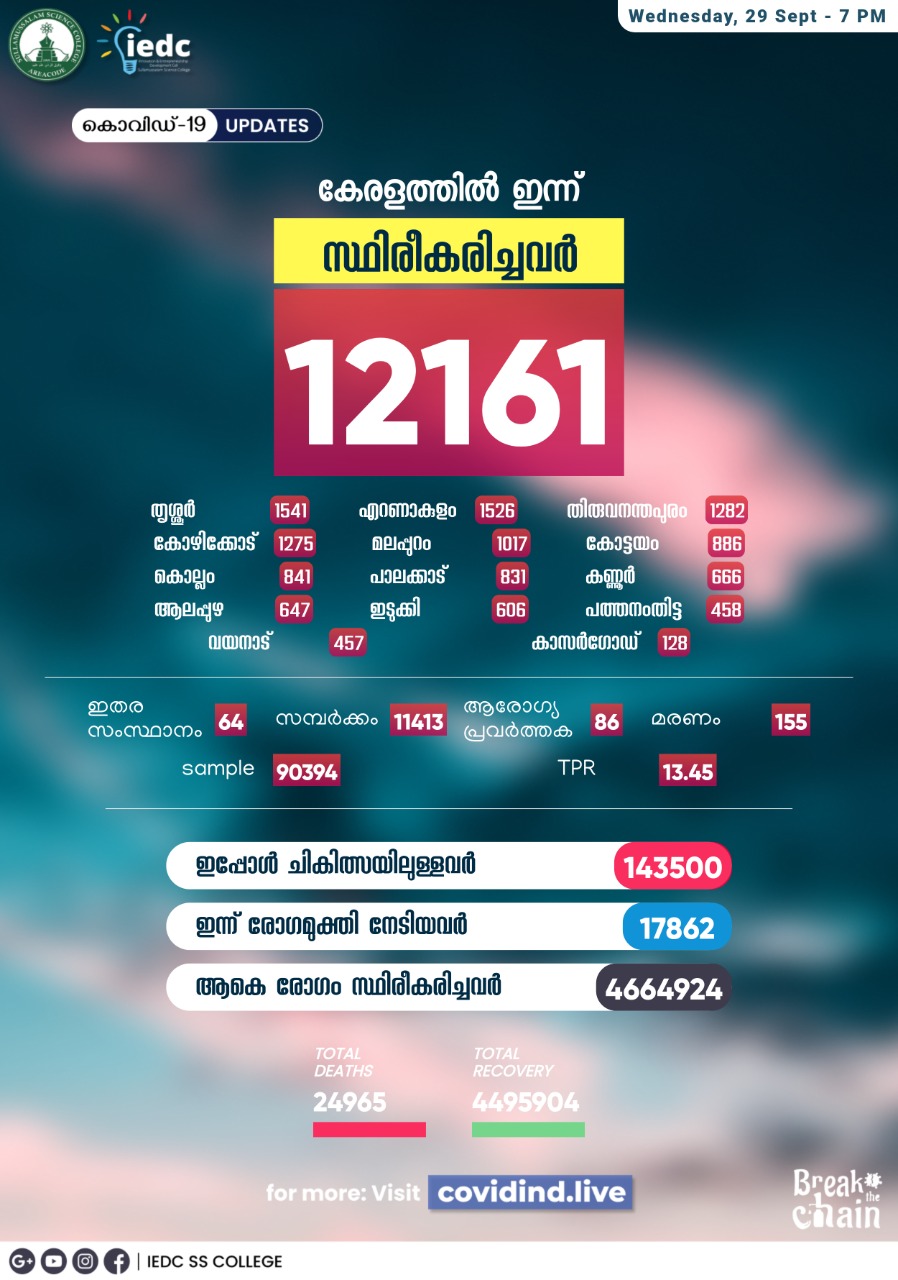 Wednesday, 29 Sept - 7 PM
SULLAMUSSALAM SCIENCE COLLEGE
AREACODE
iedc
കൊവിഡ്-19 UPDATES
കേരളത്തിൽ ഇന്ന്
സ്ഥിരീകരിച്ചവർ
12161
തൃശ്ശൂർ 1541 എറണാകുളം 1526 തിരുവനന്തപുരം 1282
കോഴിക്കോട് 1275 മലപ്പുറം 1017 കോട്ടയം 886
കൊല്ലം 841 പാലക്കാട് 831 കണ്ണൂർ 666
ആലപ്പുഴ 647 ഇടുക്കി 606 പത്തനംതിട്ട 458
വയനാട് 457 കാസർഗോഡ് 128
ഇതര
സംസ്ഥാനം 64 സമ്പർക്കം 11413 ആരോഗ്യ
പ്രവർത്തക 86 മരണം 155
sample 90394 TPR 13.45
ഇപ്പോൾ ചികിത്സയിലുള്ളവർ 143500
ഇന്ന് രോഗമുക്തി നേടിയവർ 17862
ആകെ രോഗം സ്ഥിരീകരിച്ചവർ 4664924
TOTAL
DEATHS
24965
TOTAL
RECOVERY
4495904
for more: Visit covidind.live
Break
the
chain
G+ f | IEDC SS COLLEGE